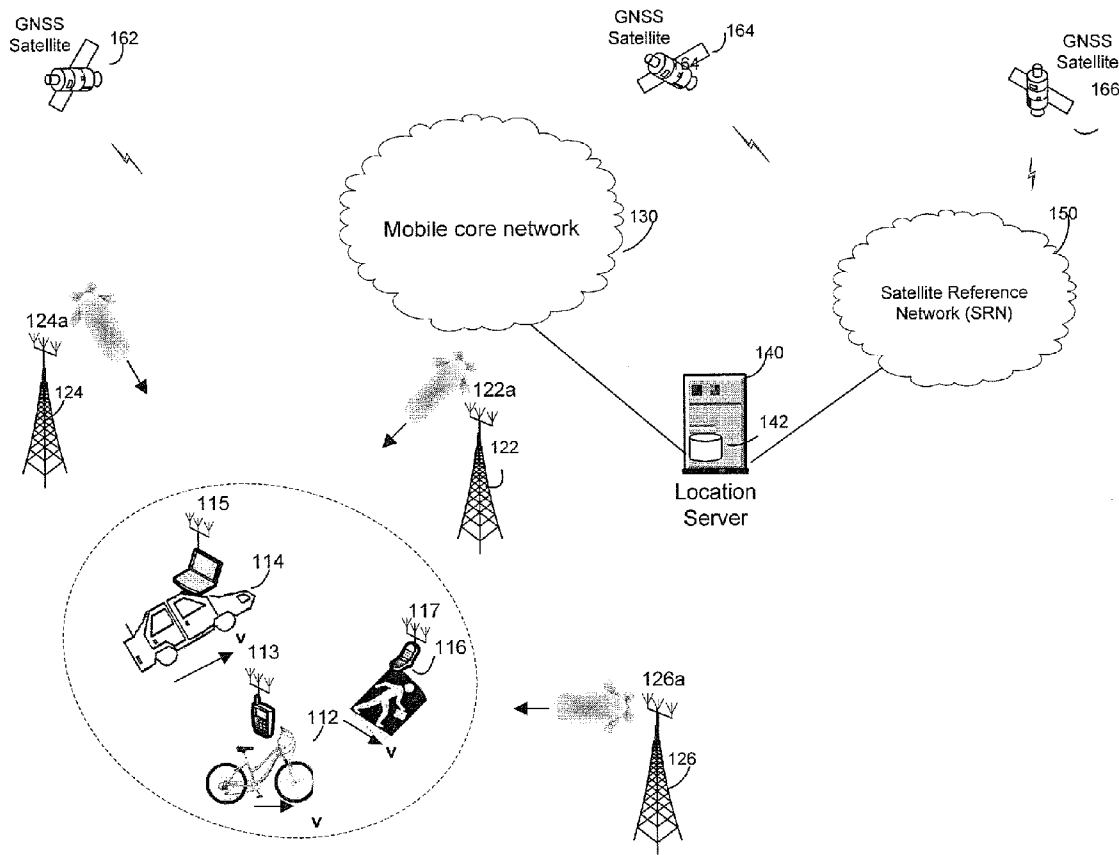 GNSS
Satellite
162
GNSS
Satellite
164
164
GNSS
Satellite
166
Mobile core network
130
150
Satellite Reference
Network (SRN)
124a
124
122a
122
140
142
Location
Server
115
114
v
113
117
116
112
v
v
126a
126